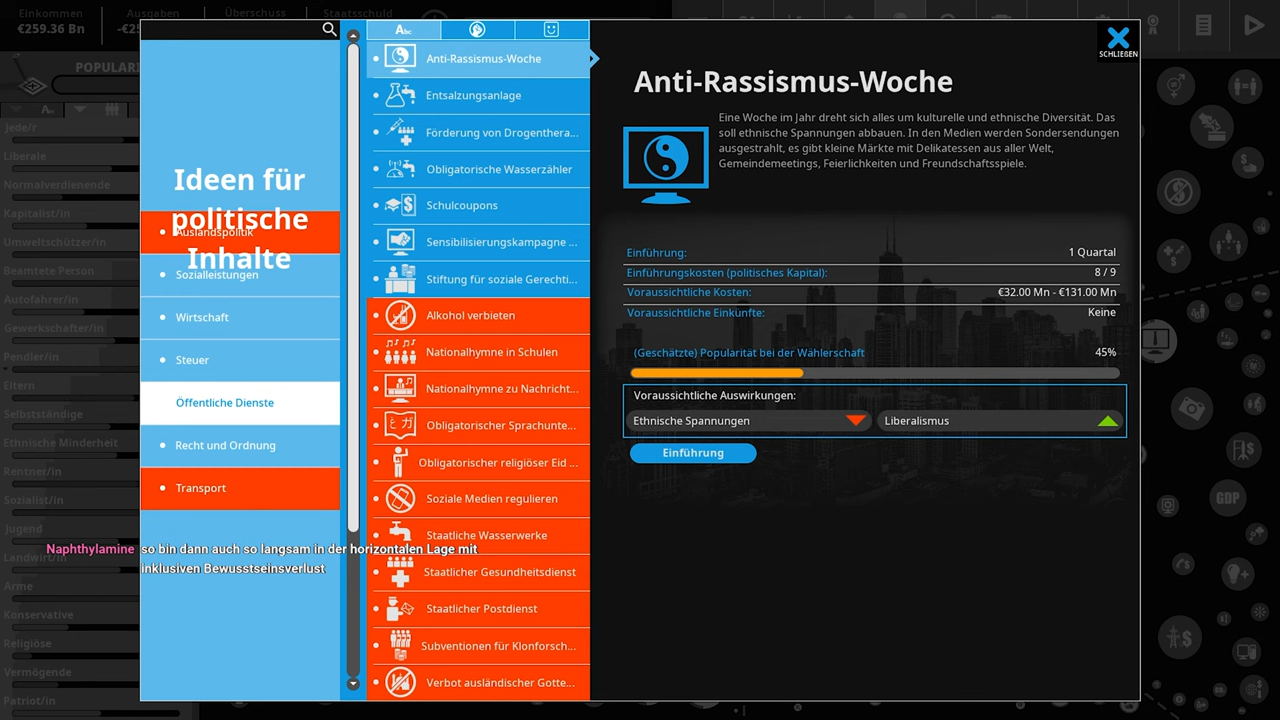 Einkommen
€259.36 Bn
Ausgaben
-€25
Überschuss
Staatsschuld
POPULARI
Jede/r
Liberale
Normalverdienende
Kapitalist/in
Umweltschützer/in
Beamtete Person
Autofahrer/in
Gewerkschafter/in
Pendler/in
Eltern
Selbstständige
Ethnische Minderheit
Rentner/in
Sozialist/in
Jugend
Landwirt/in
Arme
Konservative
Religiöse
Vermögende
Patriot/in
Ideen für
politische
Inhalte
Auslandspolitik
Sozialleistungen
Wirtschaft
Steuer
Öffentliche Dienste
Recht und Ordnung
Transport
Naphthylamine so bin dann auch so langsam in der horizontalen Lage mit
inklusiven Bewusstseinsverlust
Abc
Anti-Rassismus-Woche
Entsalzungsanlage
Förderung von Drogenthera...
Obligatorische Wasserzähler
Schulcoupons
Sensibilisierungskampagne ...
Stiftung für soziale Gerechti...
Alkohol verbieten
Nationalhymne in Schulen
Nationalhymne zu Nachricht...
Obligatorischer Sprachunte...
Obligatorischer religiöser Eid ...
Soziale Medien regulieren
Staatliche Wasserwerke
Staatlicher Gesundheitsdienst
Staatlicher Postdienst
Subventionen für Klonforsch...
Verbot ausländischer Gotte...
SCHLIEßEN
Anti-Rassismus-Woche
Eine Woche im Jahr dreht sich alles um kulturelle und ethnische Diversität. Das
soll ethnische Spannungen abbauen. In den Medien werden Sondersendungen
ausgestrahlt, es gibt kleine Märkte mit Delikatessen aus aller Welt,
Gemeindemeetings, Feierlichkeiten und Freundschaftsspiele.
Einführung: 1 Quartal
Einführungskosten (politisches Kapital): 8 / 9
Voraussichtliche Kosten: €32.00 Mn - €131.00 Mn
Voraussichtliche Einkünfte: Keine
(Geschätzte) Popularität bei der Wählerschaft 45%
Voraussichtliche Auswirkungen:
Ethnische Spannungen
Liberalismus
Einführung
GDP